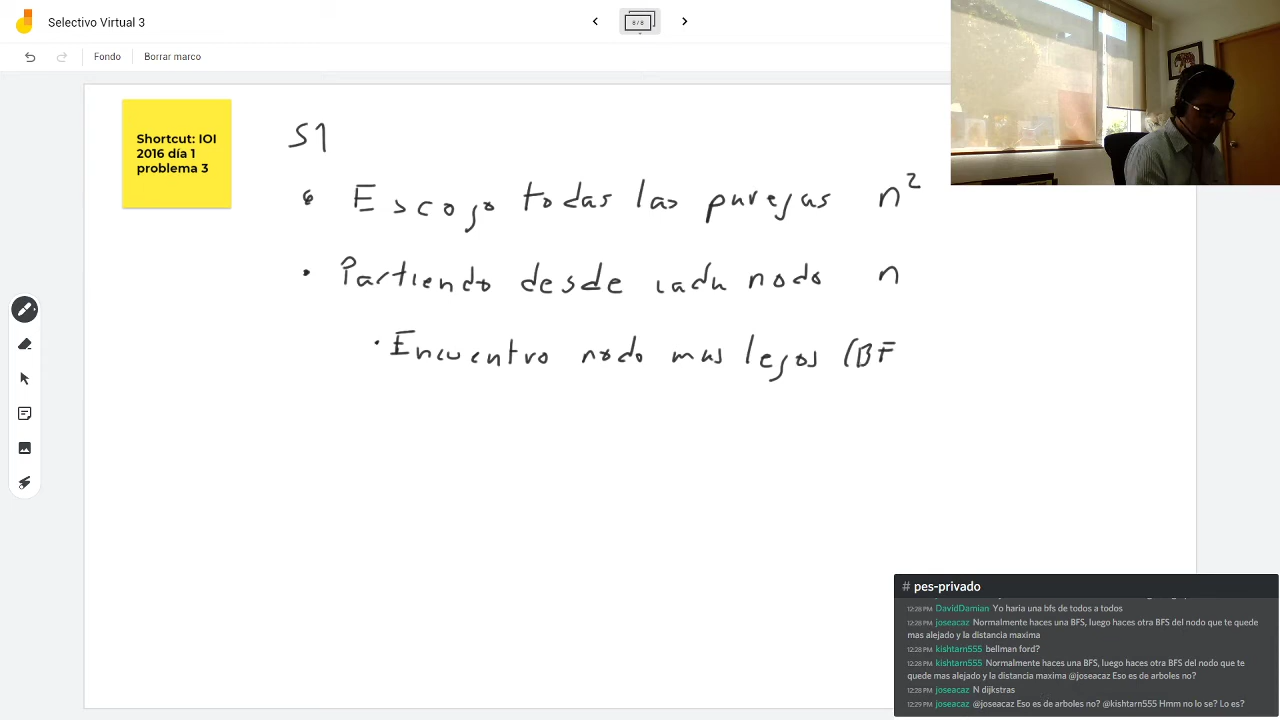 Selectivo Virtual 3
8/8
Fondo
Borrar marco
Shortcut: IOI
2016 día 1
problema 3
S1
• Escojo todas las parejas n²
• Partiendo desde cada nodo n
• Encuentro nodo mas lejos (BF
# pes-privado
12:28 PM DavidDamian Yo haria una bfs de todos a todos
12:28 PM joseacaz Normalmente haces una BFS, luego haces otra BFS del nodo que te quede
mas alejado y la distancia maxima
12:28 PM kishtarn555 bellman ford?
12:28 PM kishtarn555 Normalmente haces una BFS, luego haces otra BFS del nodo que te
quede mas alejado y la distancia maxima @joseacaz Eso es de arboles no?
12:28 PM joseacaz N dijkstras
12:29 PM joseacaz @joseacaz Eso es de arboles no? @kishtarn555 Hmm no lo se? Lo es?